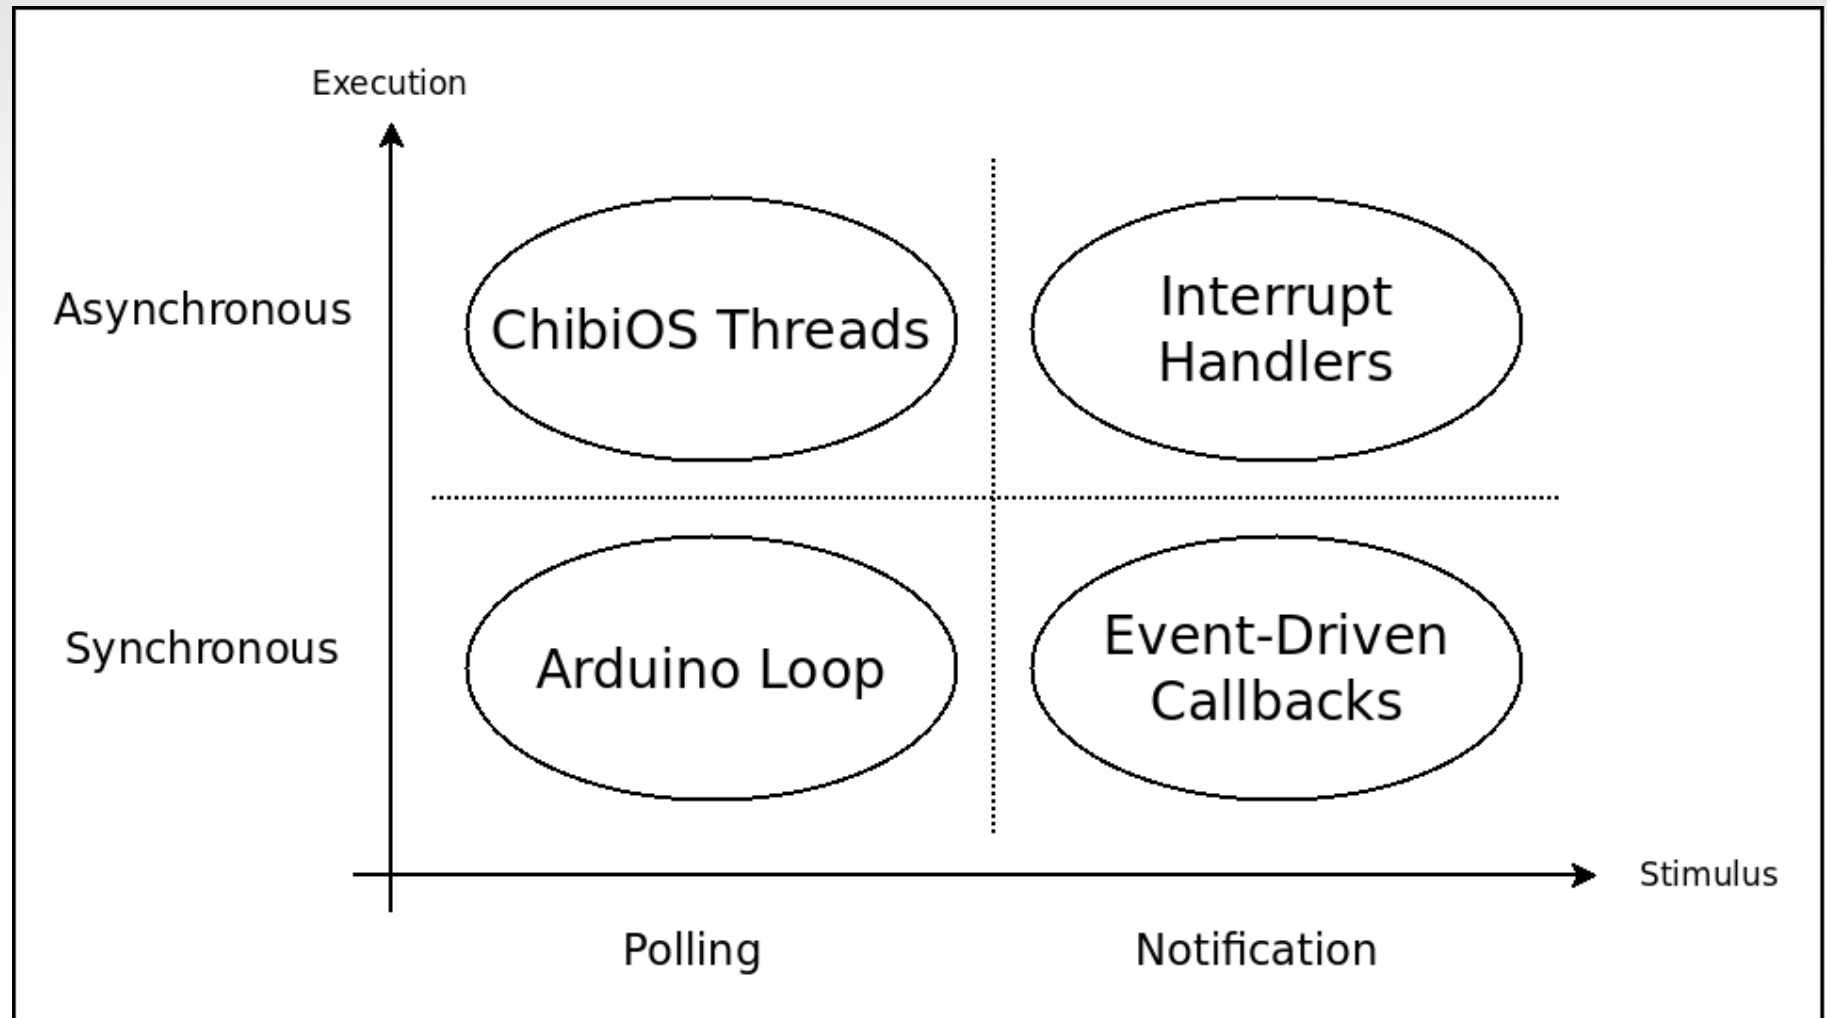 Execution
Asynchronous
ChibiOS Threads
Interrupt
Handlers
Synchronous
Arduino Loop
Event-Driven
Callbacks
Stimulus
Polling
Notification